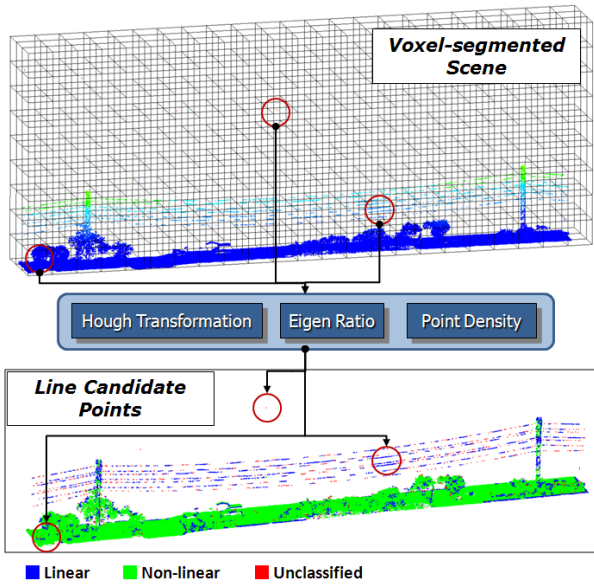 Voxel-segmented
Scene
Hough Transformation
Eigen Ratio
Point Density
Line Candidate
Points
Linear
Non-linear
Unclassified